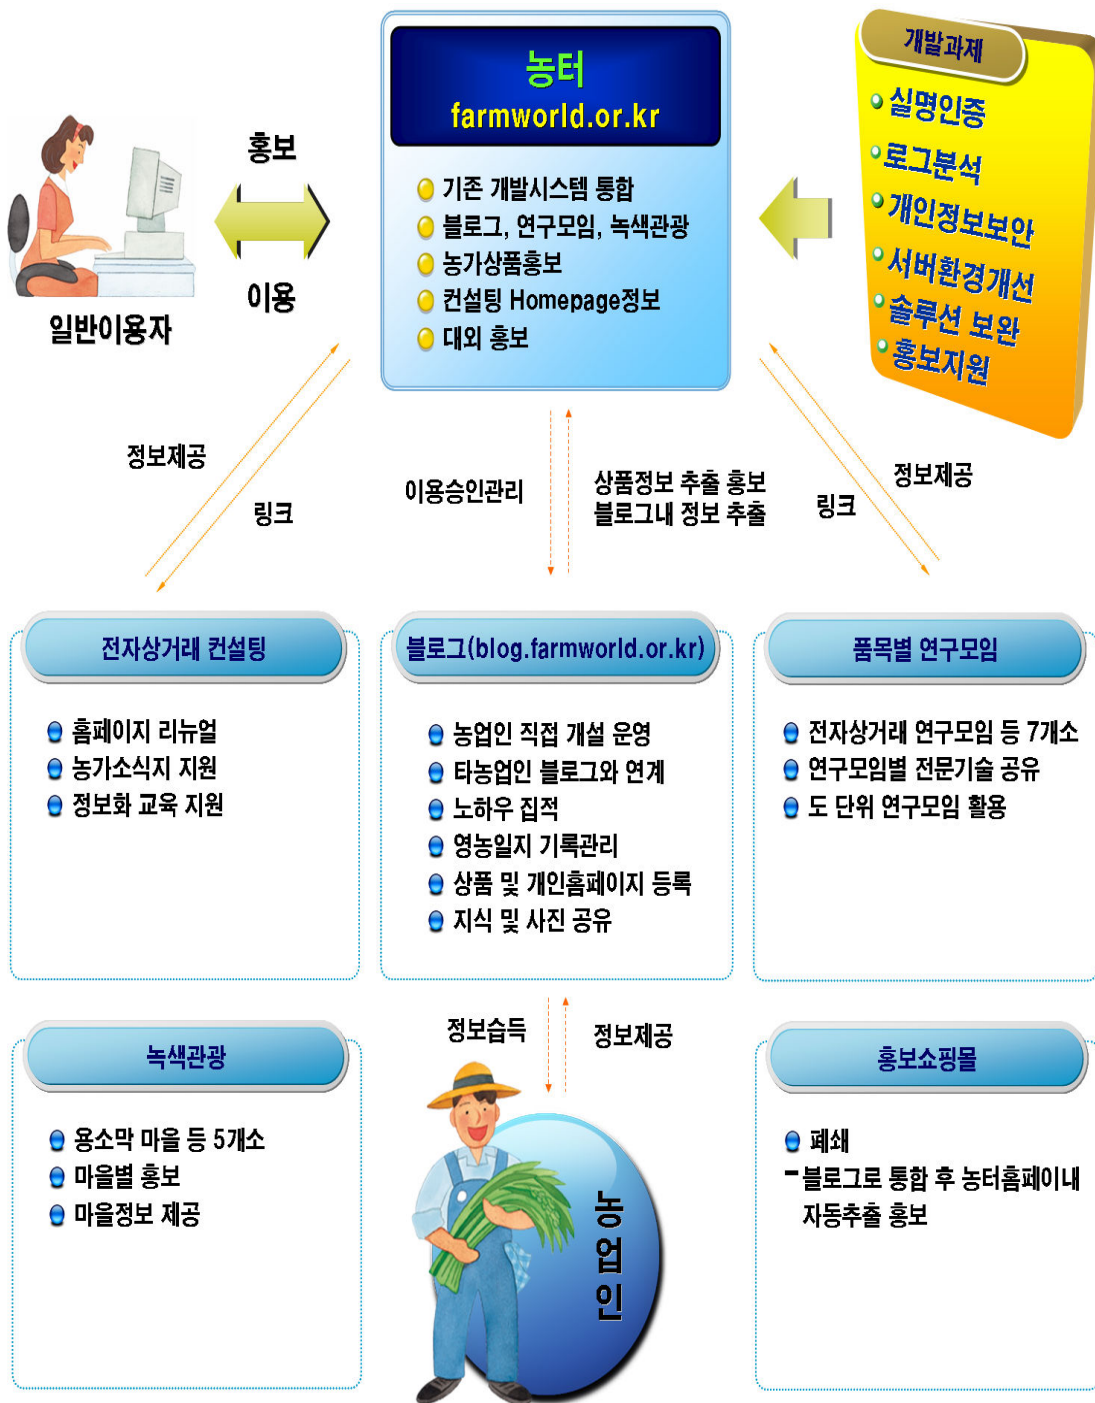 농터
farmworld.or.kr
기존 개발시스템 통합
블로그, 연구모임, 녹색관광
농가상품홍보
컨설팅 Homepage정보
대외 홍보
홍보
이용
일반이용자
개발과제
실명인증
로그분석
개인정보보안
서버환경개선
솔루션 보완
홍보지원
정보제공
링크
이용승인관리
상품정보 추출 홍보
블로그내 정보 추출
링크
정보제공
전자상거래 컨설팅
홈페이지 리뉴얼
농가소식지 지원
정보화 교육 지원
블로그(blog.farmworld.or.kr)
농업인 직접 개설 운영
타농업인 블로그와 연계
노하우 집적
영농일지 기록관리
상품 및 개인홈페이지 등록
지식 및 사진 공유
품목별 연구모임
전자상거래 연구모임 등 7개소
연구모임별 전문기술 공유
도 단위 연구모임 활용
녹색관광
용소막 마을 등 5개소
마을별 홍보
마을정보 제공
정보습득
정보제공
농업인
홍보쇼핑몰
폐쇄
-블로그로 통합 후 농터홈페이내
자동추출 홍보